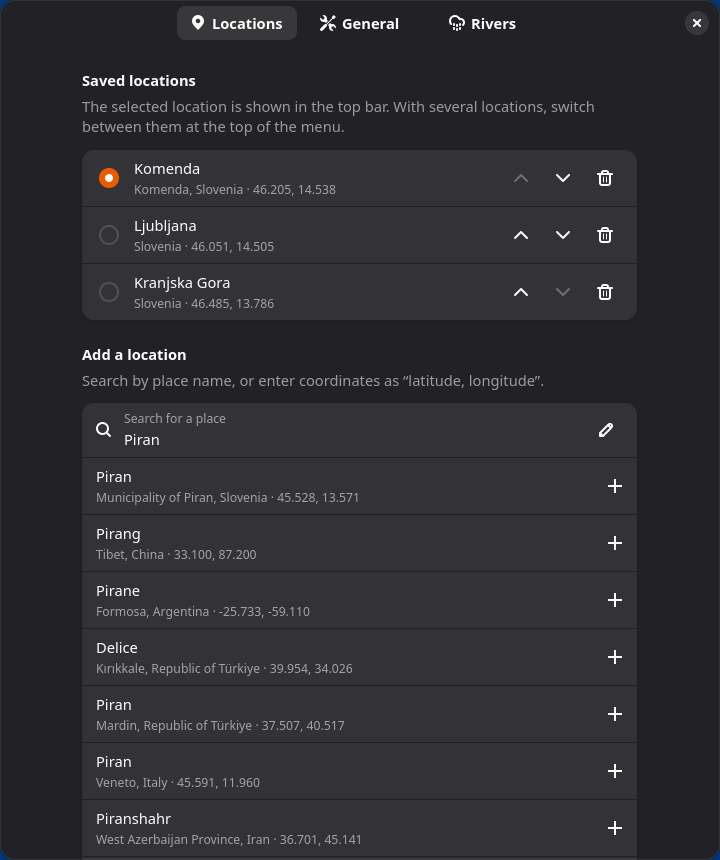 Locations
General
Rivers
Saved locations
The selected location is shown in the top bar. With several locations, switch
between them at the top of the menu.
Komenda
Komenda, Slovenia · 46.205, 14.538
Ljubljana
Slovenia · 46.051, 14.505
Kranjska Gora
Slovenia · 46.485, 13.786
Add a location
Search by place name, or enter coordinates as “latitude, longitude”.
Search for a place
Piran
Piran
Municipality of Piran, Slovenia · 45.528, 13.571
Pirang
Tibet, China · 33.100, 87.200
Pirane
Formosa, Argentina · -25.733, -59.110
Delice
Kırıkkale, Republic of Türkiye · 39.954, 34.026
Piran
Mardin, Republic of Türkiye · 37.507, 40.517
Piran
Veneto, Italy · 45.591, 11.960
Piranshahr
West Azerbaijan Province, Iran · 36.701, 45.141